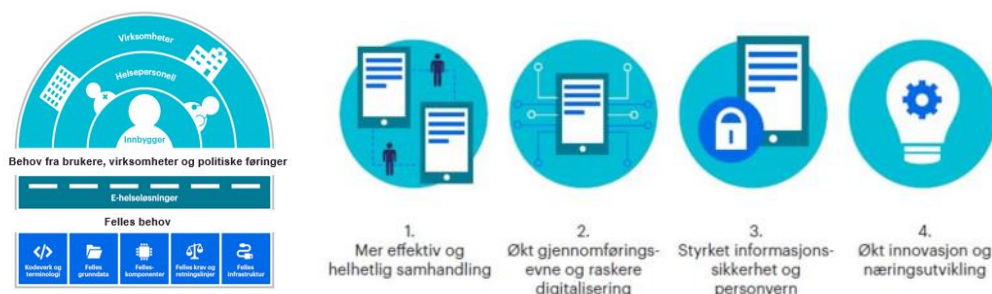 Virksomheter
Helsepersonell
Innbygger
Behov fra brukere, virksomheter og politiske føringer
E-helseløsninger
Felles behov
Kodeverk og
terminologi
Felles
grunndata
Felles-
komponenter
Felles krav og
retningslinjer
Felles
infrastruktur
1.
Mer effektiv og
helhetlig samhandling
2.
Økt gjennomførings-
evne og raskere
digitalisering
3.
Styrket informasjons-
sikkerhet og
personvern
4.
Økt innovasjon og
næringsutvikling